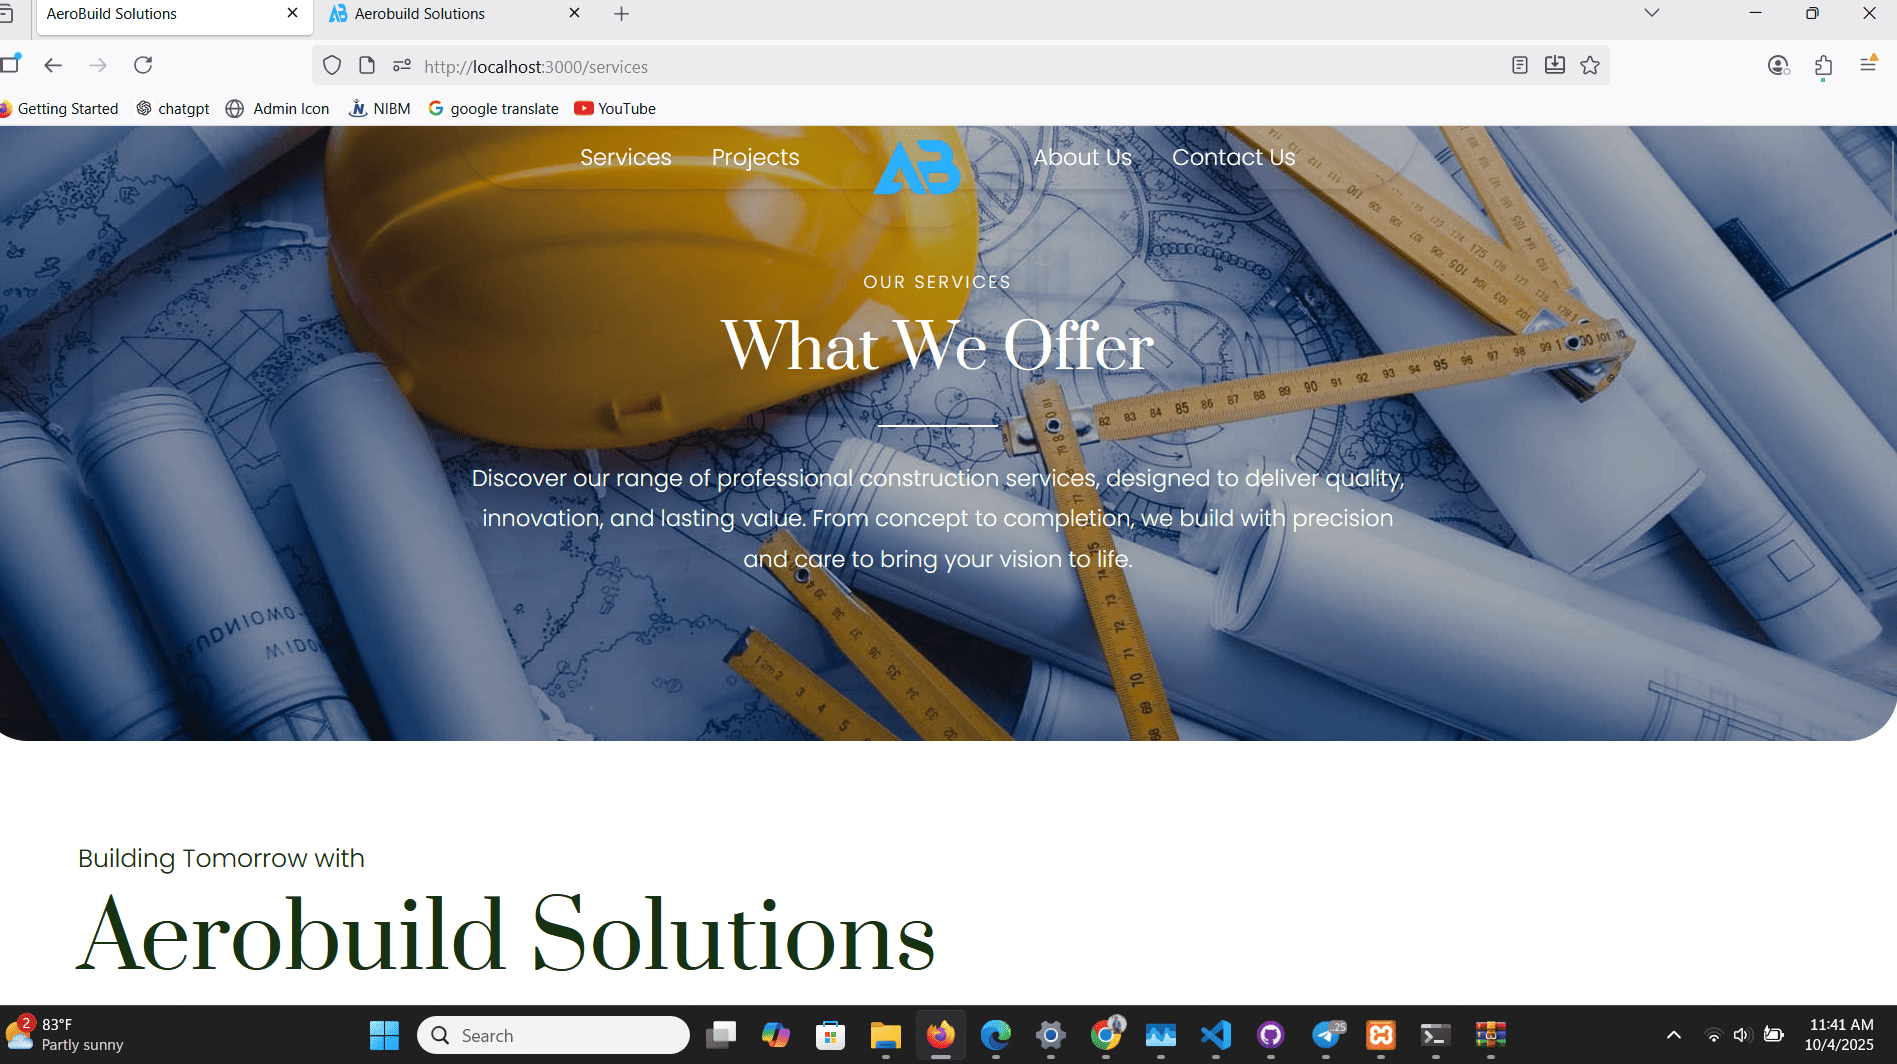 AeroBuild Solutions
Aerobuild Solutions
http://localhost:3000/services
Getting Started
chatgpt
Admin Icon
NIBM
google translate
YouTube
Services
Projects
AB
About Us
Contact Us
OUR SERVICES
What We Offer
Discover our range of professional construction services, designed to deliver quality,
innovation, and lasting value. From concept to completion, we build with precision
and care to bring your vision to life.
Building Tomorrow with
Aerobuild Solutions
2
83°F
Partly sunny
Search
..25
11:41 AM
10/4/2025